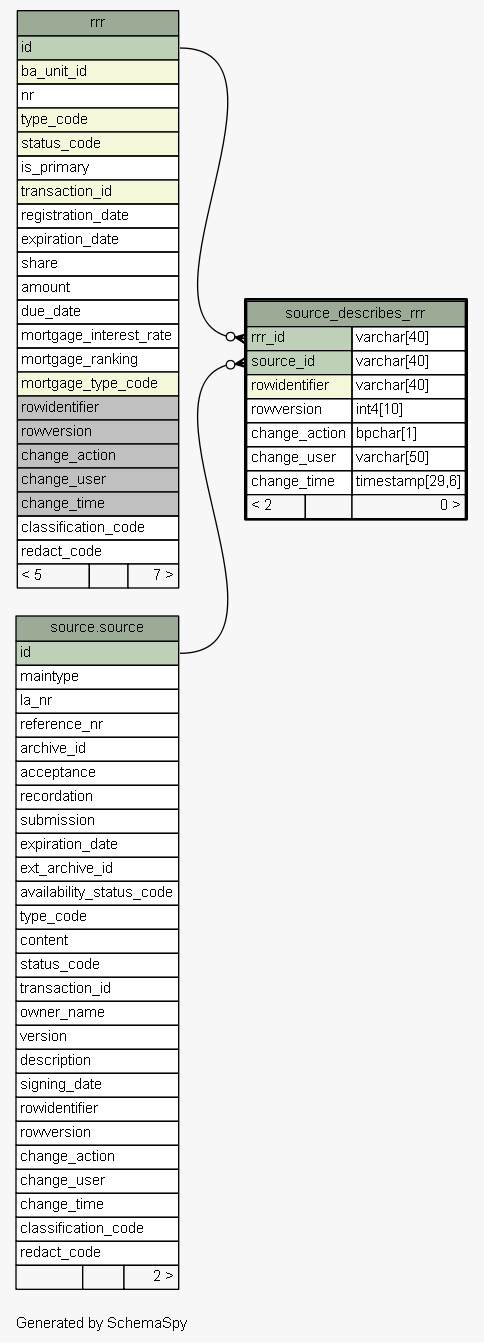 rrr
id
ba_unit_id
nr
type_code
status_code
is_primary
transaction_id
registration_date
expiration_date
share
amount
due_date
mortgage_interest_rate
mortgage_ranking
mortgage_type_code
rowidentifier
rowversion
change_action
change_user
change_time
classification_code
redact_code
< 5 7 >
source_describes_rrr
rrr_id varchar[40]
source_id varchar[40]
rowidentifier varchar[40]
rowversion int4[10]
change_action bpchar[1]
change_user varchar[50]
change_time timestamp[29,6]
< 2 0 >
source.source
id
maintype
la_nr
reference_nr
archive_id
acceptance
recordation
submission
expiration_date
ext_archive_id
availability_status_code
type_code
content
status_code
transaction_id
owner_name
version
description
signing_date
rowidentifier
rowversion
change_action
change_user
change_time
classification_code
redact_code
2 >
Generated by SchemaSpy